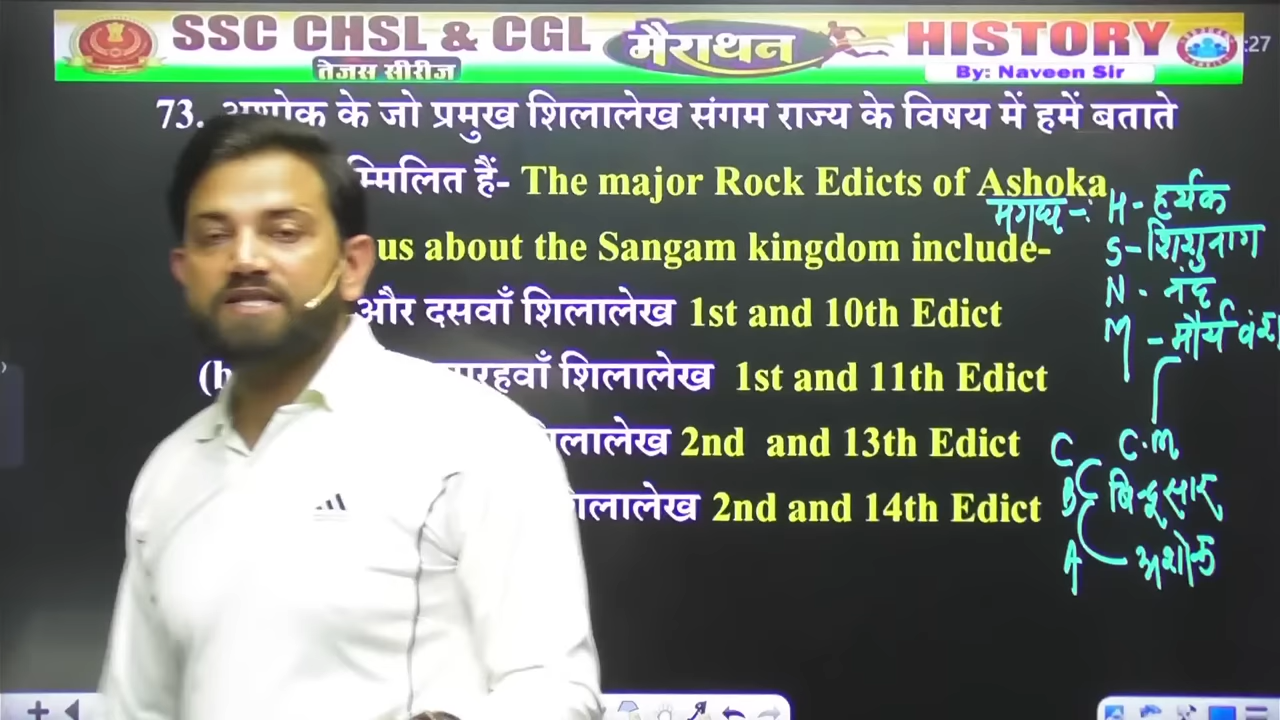 SSC CHSL & CGL मैराथन HISTORY :27
तेजस सीरीज By: Naveen Sir
73. अशोक के जो प्रमुख शिलालेख संगम राज्य के विषय में हमें बताते
म्मिलित हैं- The major Rock Edicts of Ashoka
us about the Sangam kingdom include-
और दसवाँ शिलालेख 1st and 10th Edict
(b रहवाँ शिलालेख 1st and 11th Edict
लालेख 2nd and 13th Edict
लालेख 2nd and 14th Edict
मगध -: H - हर्यक
S - शिशुनाग
N - नंद
M - मौर्य वंश
C C.M
B बिन्दुसार
A अशोक